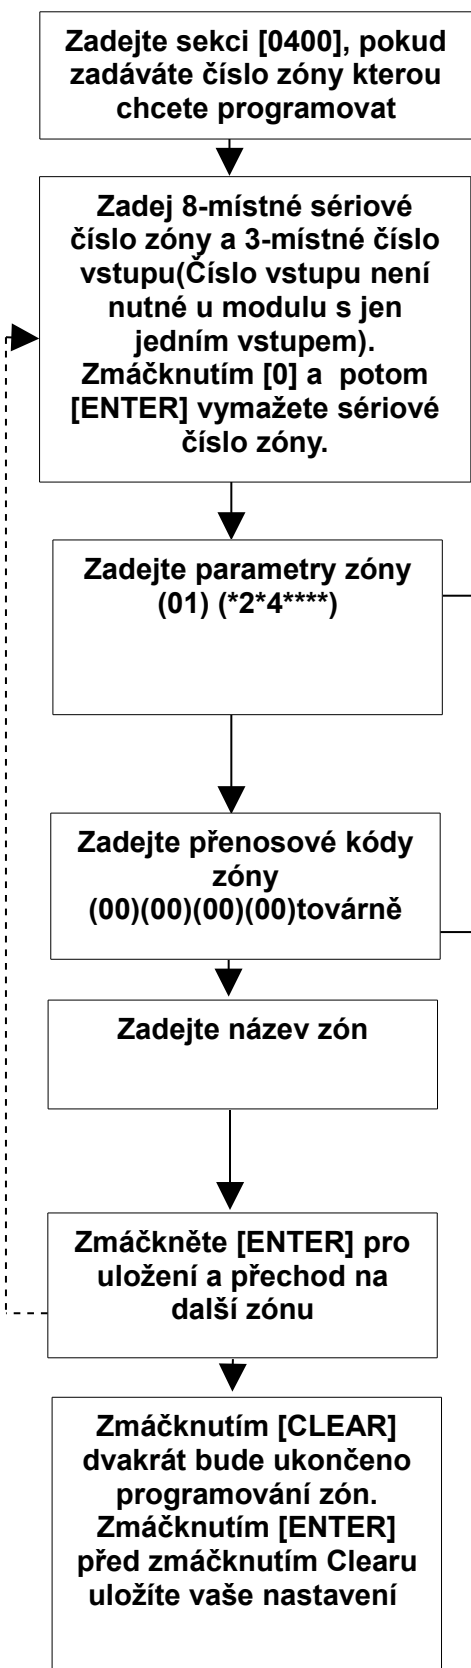 Zadejte sekci [0400], pokud
zadáváte číslo zóny kterou
chcete programovat
Zadej 8-místné sériové
číslo zóny a 3-místné číslo
vstupu(Číslo vstupu není
nutné u modulu s jen
jedním vstupem).
Zmáčknutím [0] a  potom
[ENTER] vymažete sériové
číslo zóny.
Zadejte parametry zóny
(01) (*2*4****)
Zadejte přenosové kódy
zóny
(00)(00)(00)(00)továrně
Zadejte název zón
Zmáčkněte [ENTER] pro
uložení a přechod na
další zónu
Zmáčknutím [CLEAR]
dvakrát bude ukončeno
programování zón.
Zmáčknutím [ENTER]
před zmáčknutím Clearu
uložíte vaše nastavení